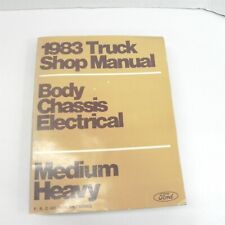 1983 Truck
Shop Manual
Body
Chassis
Electrical
Medium
Heavy
Ford